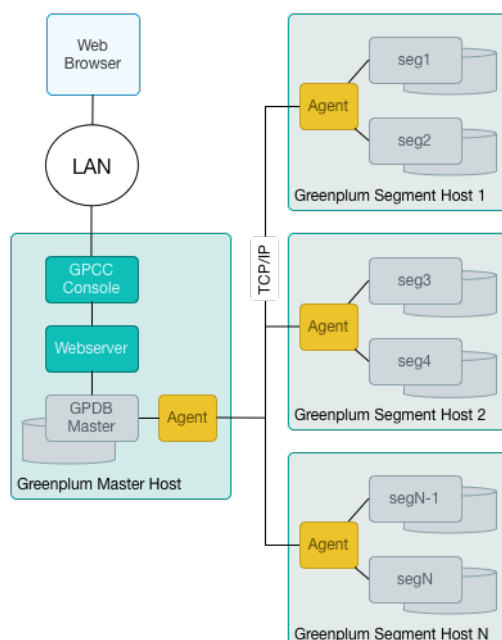 Web
Browser
LAN
GPCC
Console
Webserver
GPDB
Master
Agent
Greenplum Master Host
TCP/IP
Agent
seg1
seg2
Greenplum Segment Host 1
Agent
seg3
seg4
Greenplum Segment Host 2
Agent
segN-1
segN
Greenplum Segment Host N